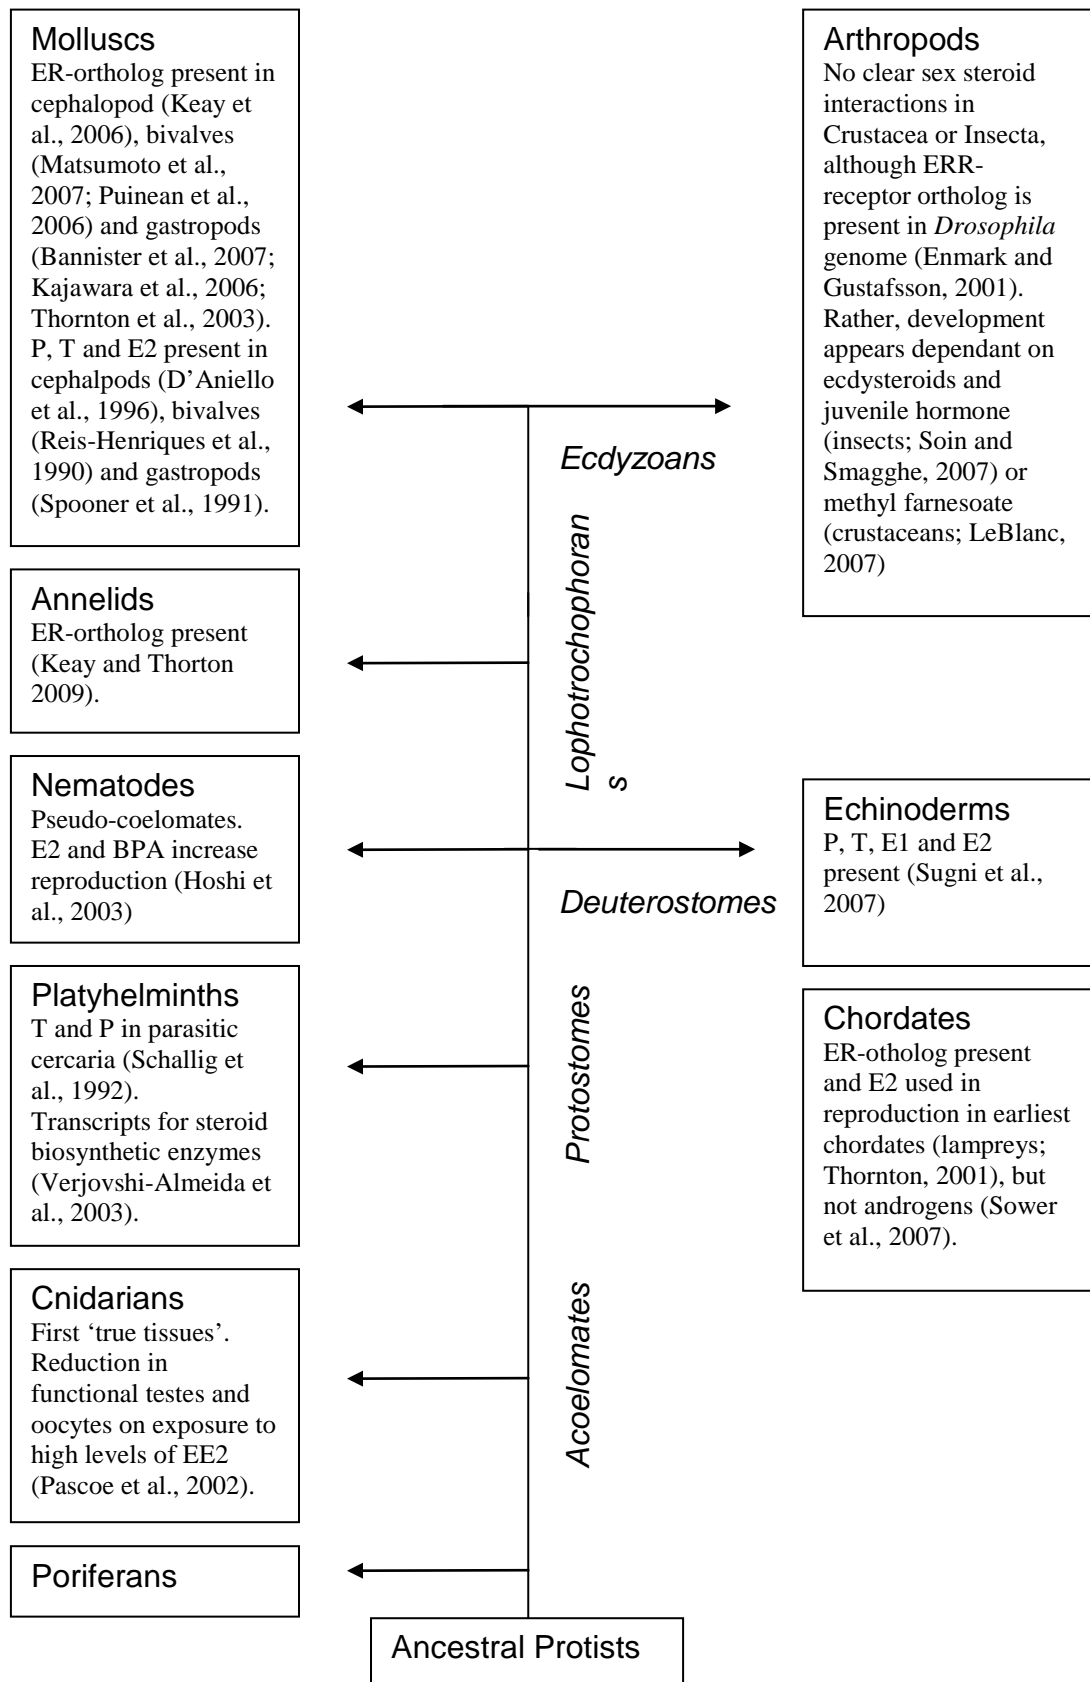 Molluscs
ER-ortholog present in
cephalopod (Keay et
al., 2006), bivalves
(Matsumoto et al.,
2007; Puinean et al.,
2006) and gastropods
(Bannister et al., 2007;
Kajawara et al., 2006;
Thornton et al., 2003).
P, T and E2 present in
cephalpods (D’Aniello
et al., 1996), bivalves
(Reis-Henriques et al.,
1990) and gastropods
(Spooner et al., 1991).
Arthropods
No clear sex steroid
interactions in
Crustacea or Insecta,
although ERR-
receptor ortholog is
present in Drosophila
genome (Enmark and
Gustafsson, 2001).
Rather, development
appears dependant on
ecdysteroids and
juvenile hormone
(insects; Soin and
Smagghe, 2007) or
methyl farnesoate
(crustaceans; LeBlanc,
2007)
Ecdyzoans
Annelids
ER-ortholog present
(Keay and Thorton
2009).
Lophotrochophoran
s
Nematodes
Pseudo-coelomates.
E2 and BPA increase
reproduction (Hoshi et
al., 2003)
Echinoderms
P, T, E1 and E2
present (Sugni et al.,
2007)
Deuterostomes
Platyhelminths
T and P in parasitic
cercaria (Schallig et
al., 1992).
Transcripts for steroid
biosynthetic enzymes
(Verjovshi-Almeida et
al., 2003).
Protostomes
Chordates
ER-otholog present
and E2 used in
reproduction in earliest
chordates (lampreys;
Thornton, 2001), but
not androgens (Sower
et al., 2007).
Cnidarians
First ‘true tissues’.
Reduction in
functional testes and
oocytes on exposure to
high levels of EE2
(Pascoe et al., 2002).
Acoelomates
Poriferans
Ancestral Protists